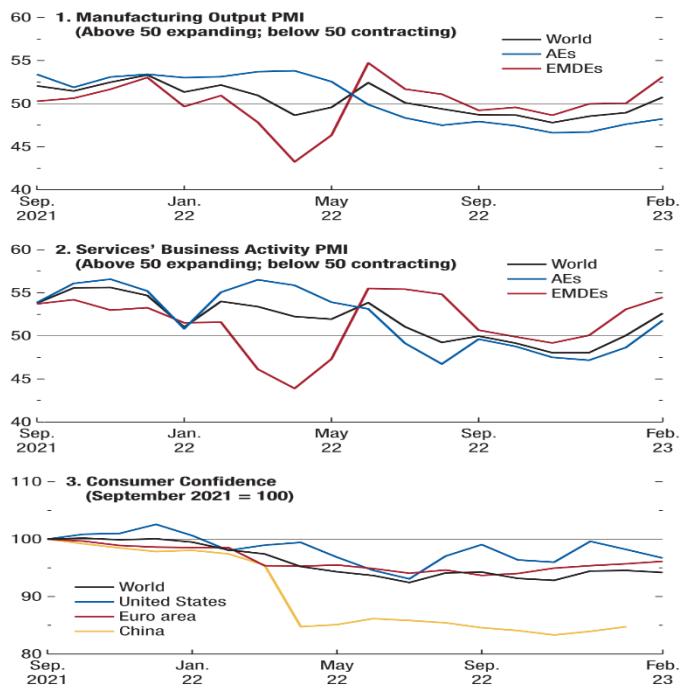 1. Manufacturing Output PMI
(Above 50 expanding; below 50 contracting)
World
AEs
EMDEs
60
50
40
Sep.
2021
Jan.
22
May
22
Sep.
22
Feb.
23
2. Services' Business Activity PMI
(Above 50 expanding; below 50 contracting)
World
AEs
EMDEs
60
55
50
45
40
Sep.
2021
Jan.
22
May
22
Sep.
22
Feb.
23
3. Consumer Confidence
(September 2021 = 100)
World
United States
Euro area
China
110
100
90
80
Sep.
2021
Jan.
22
May
22
Sep.
22
Feb.
23